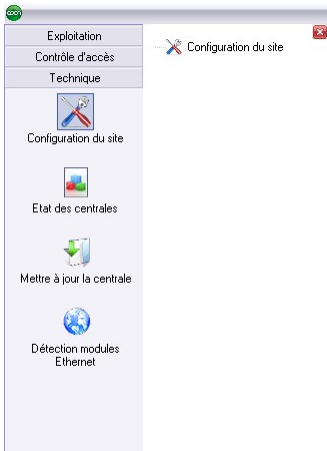 Exploitation
Contrôle d'accès
Technique
Configuration du site
Etat des centrales
Mettre à jour la centrale
Détection modules
Ethernet
Configuration du site